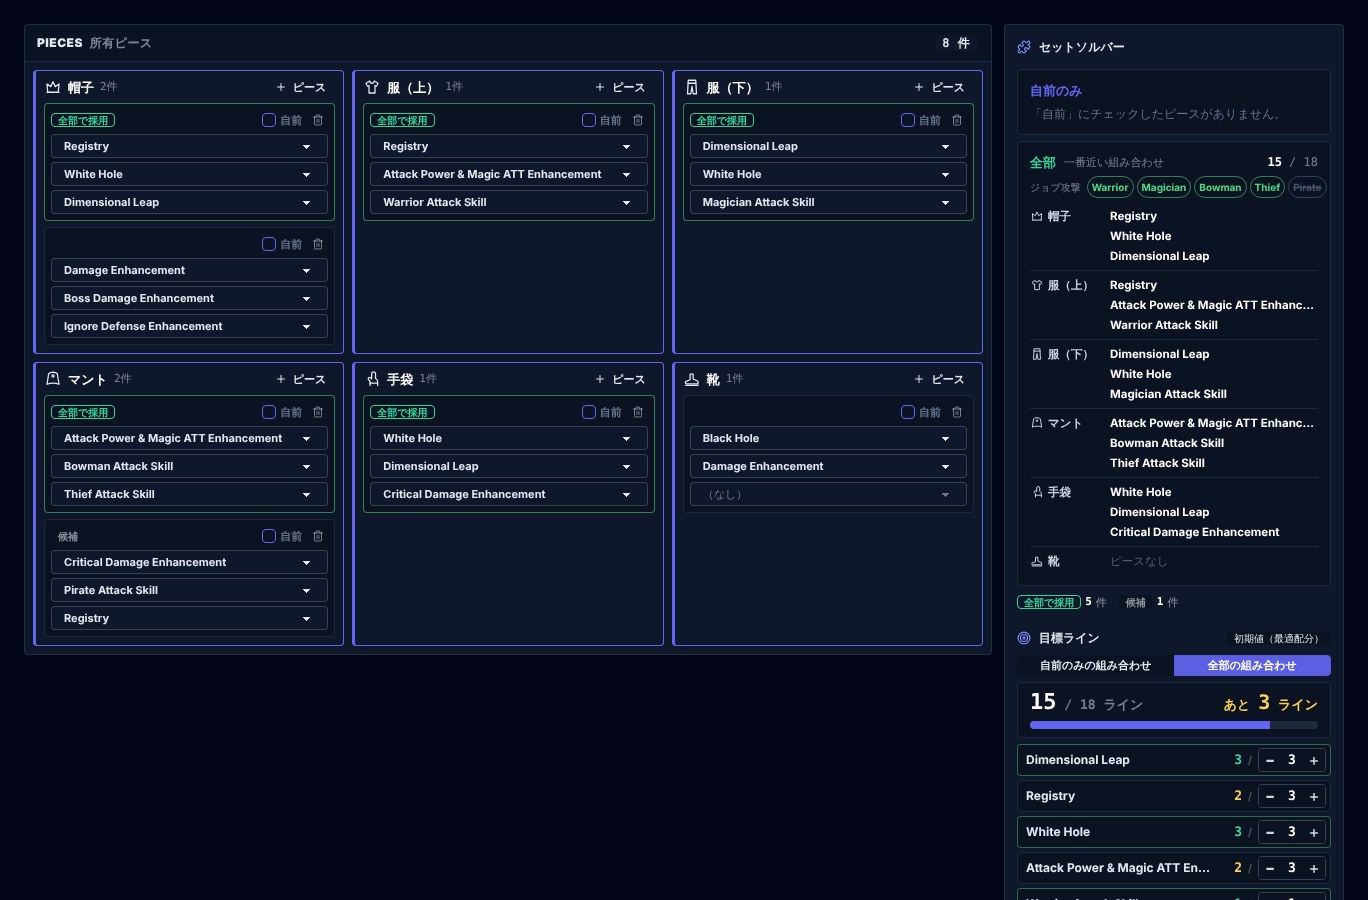 PIECES 所有ピース
8 件
帽子 2件
+ ピース
全部で採用
自前
Registry
White Hole
Dimensional Leap
自前
Damage Enhancement
Boss Damage Enhancement
Ignore Defense Enhancement
服（上） 1件
+ ピース
全部で採用
自前
Registry
Attack Power & Magic ATT Enhancement
Warrior Attack Skill
服（下） 1件
+ ピース
全部で採用
自前
Dimensional Leap
White Hole
Magician Attack Skill
マント 2件
+ ピース
全部で採用
自前
Attack Power & Magic ATT Enhancement
Bowman Attack Skill
Thief Attack Skill
候補
自前
Critical Damage Enhancement
Pirate Attack Skill
Registry
手袋 1件
+ ピース
全部で採用
自前
White Hole
Dimensional Leap
Critical Damage Enhancement
靴 1件
+ ピース
自前
Black Hole
Damage Enhancement
（なし）
セットソルバー
自前のみ
「自前」にチェックしたピースがありません。
全部 一番近い組み合わせ 15 / 18
ジョブ攻撃 Warrior Magician Bowman Thief Pirate
帽子 Registry
White Hole
Dimensional Leap
服（上） Registry
Attack Power & Magic ATT Enhanc...
Warrior Attack Skill
服（下） Dimensional Leap
White Hole
Magician Attack Skill
マント Attack Power & Magic ATT Enhanc...
Bowman Attack Skill
Thief Attack Skill
手袋 White Hole
Dimensional Leap
Critical Damage Enhancement
靴 ピースなし
全部で採用 5 件 候補 1 件
目標ライン 初期値（最適配分）
自前のみの組み合わせ 全部の組み合わせ
15 / 18 ライン あと 3 ライン
Dimensional Leap 3 / − 3 +
Registry 2 / − 3 +
White Hole 3 / − 3 +
Attack Power & Magic ATT En... 2 / − 3 +